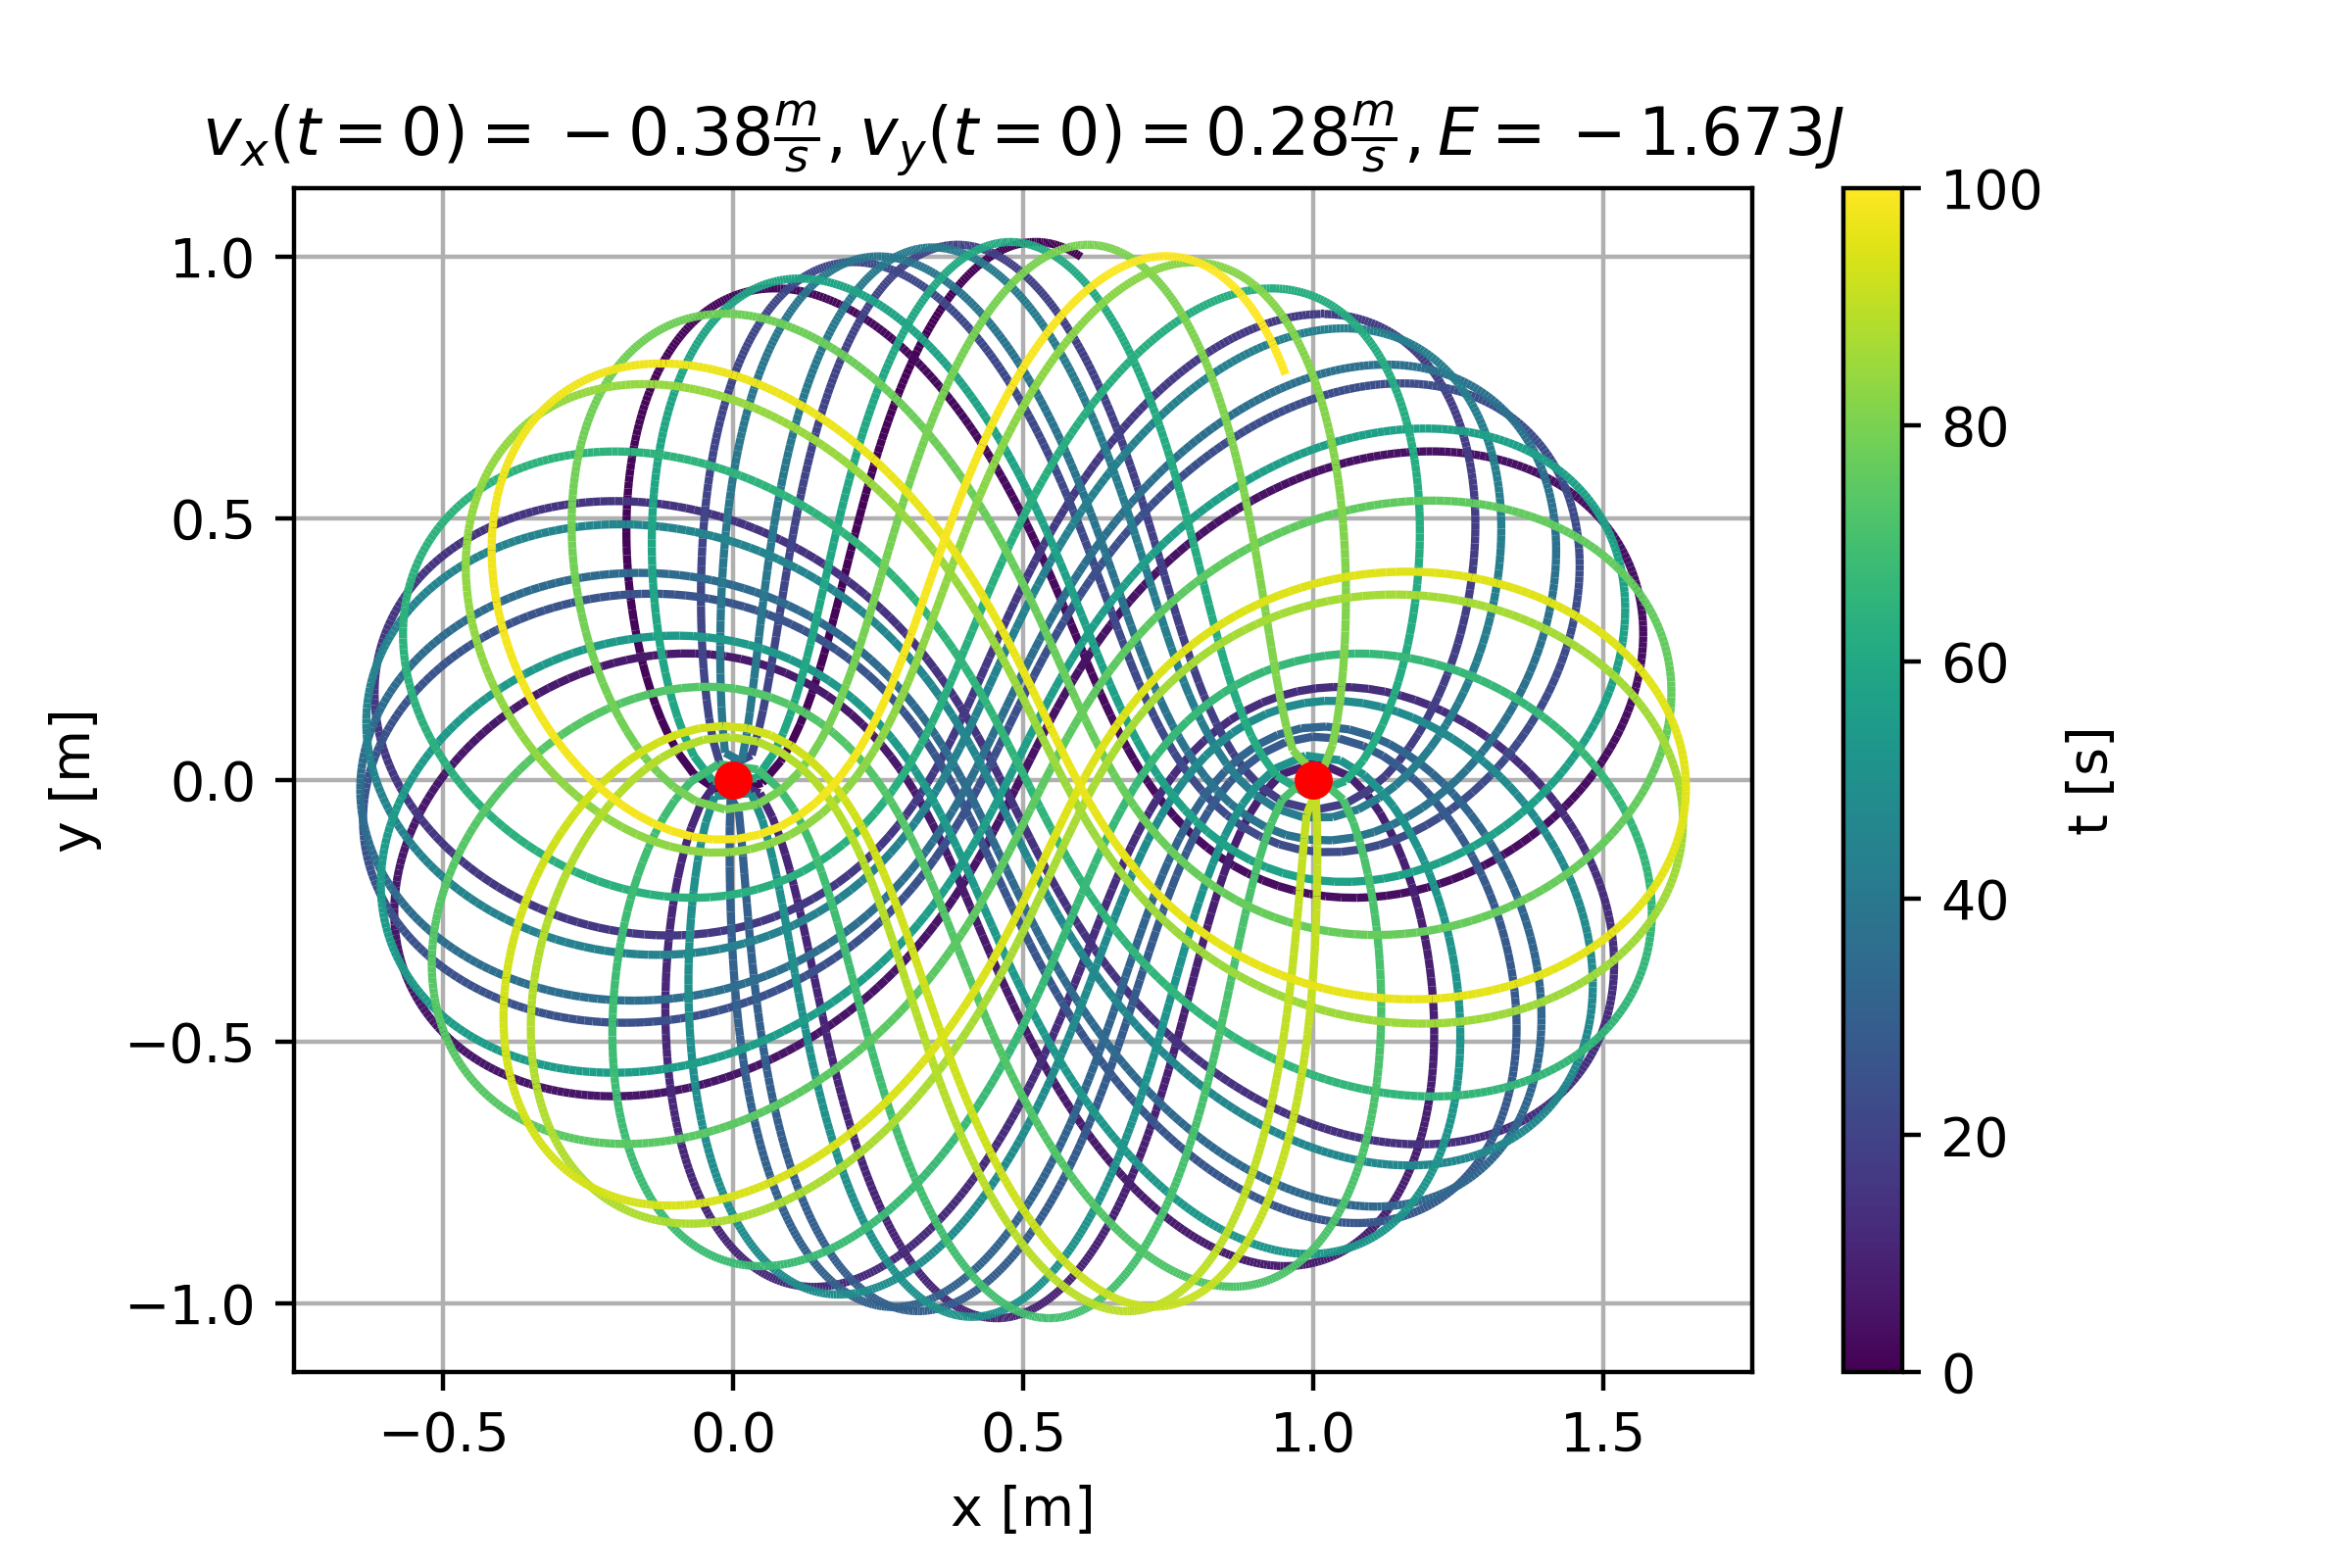 v_x(t = 0) = −0.38 m/s, v_y(t = 0) = 0.28 m/s, E = −1.673J
1.0
0.5
0.0
−0.5
−1.0
y [m]
−0.5 0.0 0.5 1.0 1.5
x [m]
100
80
60
40
20
0
t [s]